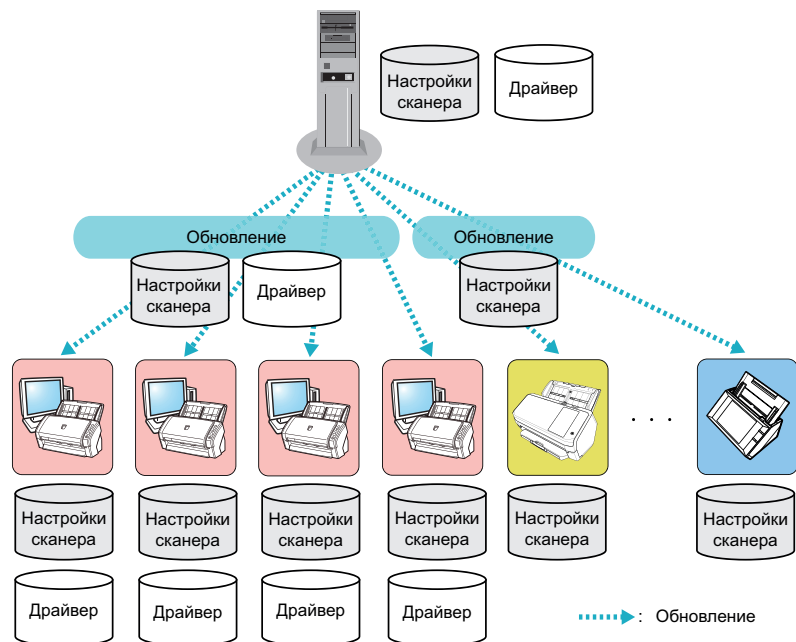 Настройки
сканера
Драйвер
Обновление
Обновление
Настройки
сканера
Драйвер
Настройки
сканера
. . .
Настройки
сканера
Настройки
сканера
Настройки
сканера
Настройки
сканера
Настройки
сканера
Настройки
сканера
Драйвер
Драйвер
Драйвер
Драйвер
: Обновление